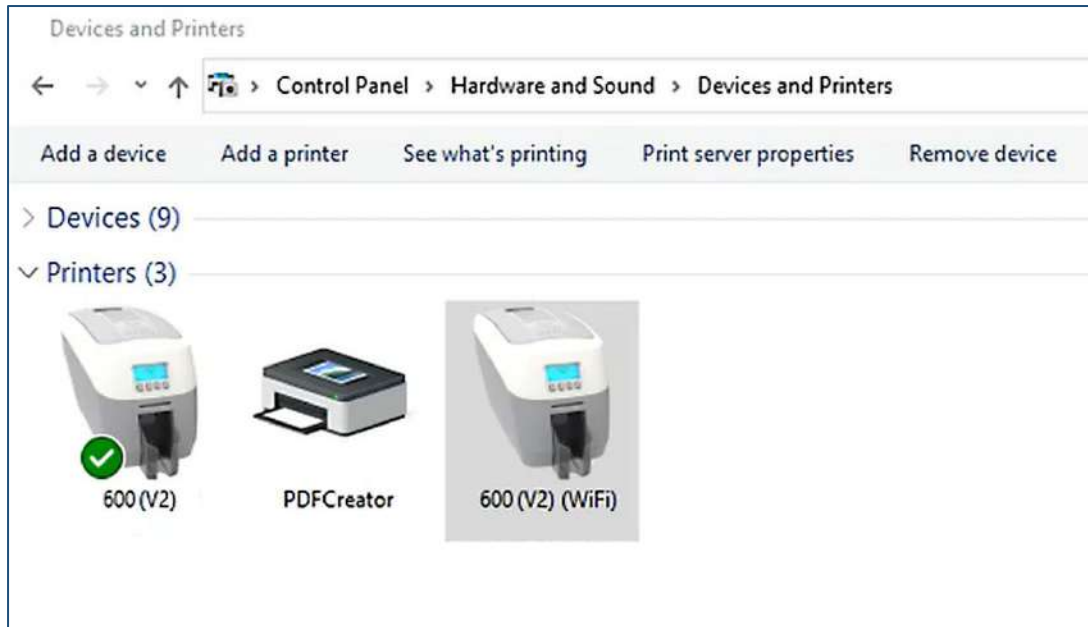 Devices and Printers
Control Panel > Hardware and Sound > Devices and Printers
Add a device Add a printer See what's printing Print server properties Remove device
Devices (9)
Printers (3)
600 (V2) PDFCreator 600 (V2) (WiFi)